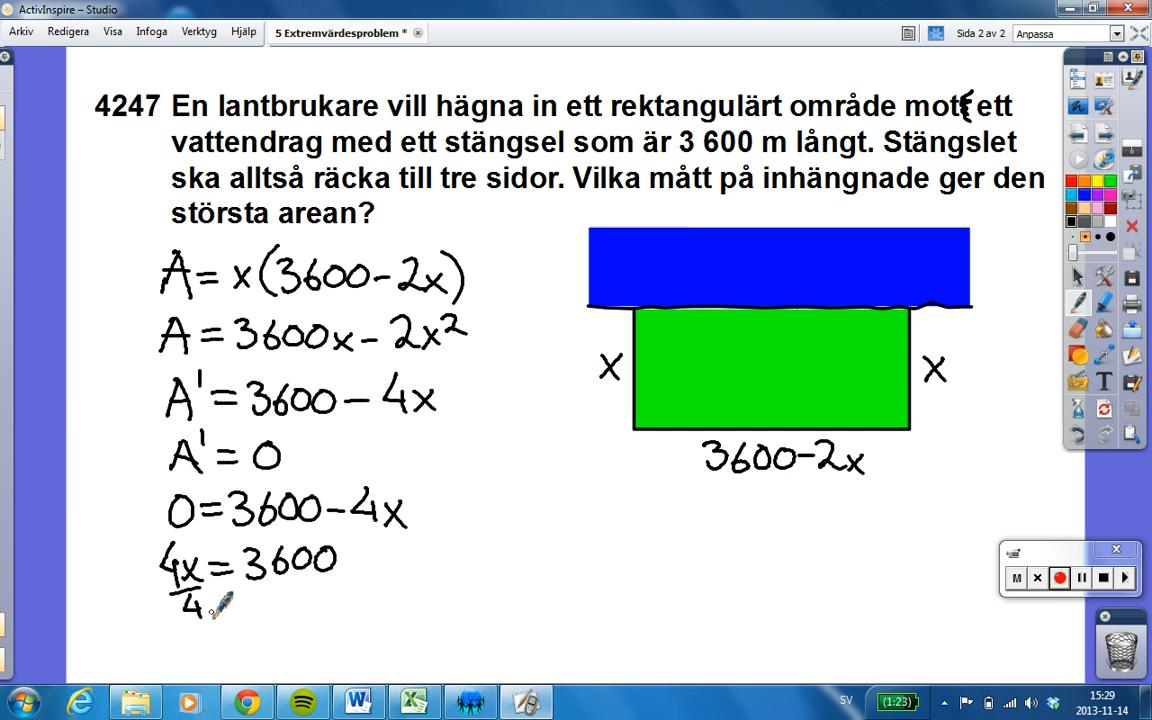 ActivInspire – Studio
Arkiv Redigera Visa Infoga Verktyg Hjälp
5 Extremvärdesproblem *
Sida 2 av 2
Anpassa
4247 En lantbrukare vill hägna in ett rektangulärt område mot ett
vattendrag med ett stängsel som är 3 600 m långt. Stängslet
ska alltså räcka till tre sidor. Vilka mått på inhängnade ger den
största arean?
A = x(3600 - 2x)
A = 3600x - 2x²
A' = 3600 - 4x
A' = 0
0 = 3600 - 4x
4x = 3600
4
x
x
3600-2x
M
T
SV
(1:23)
15:29
2013-11-14